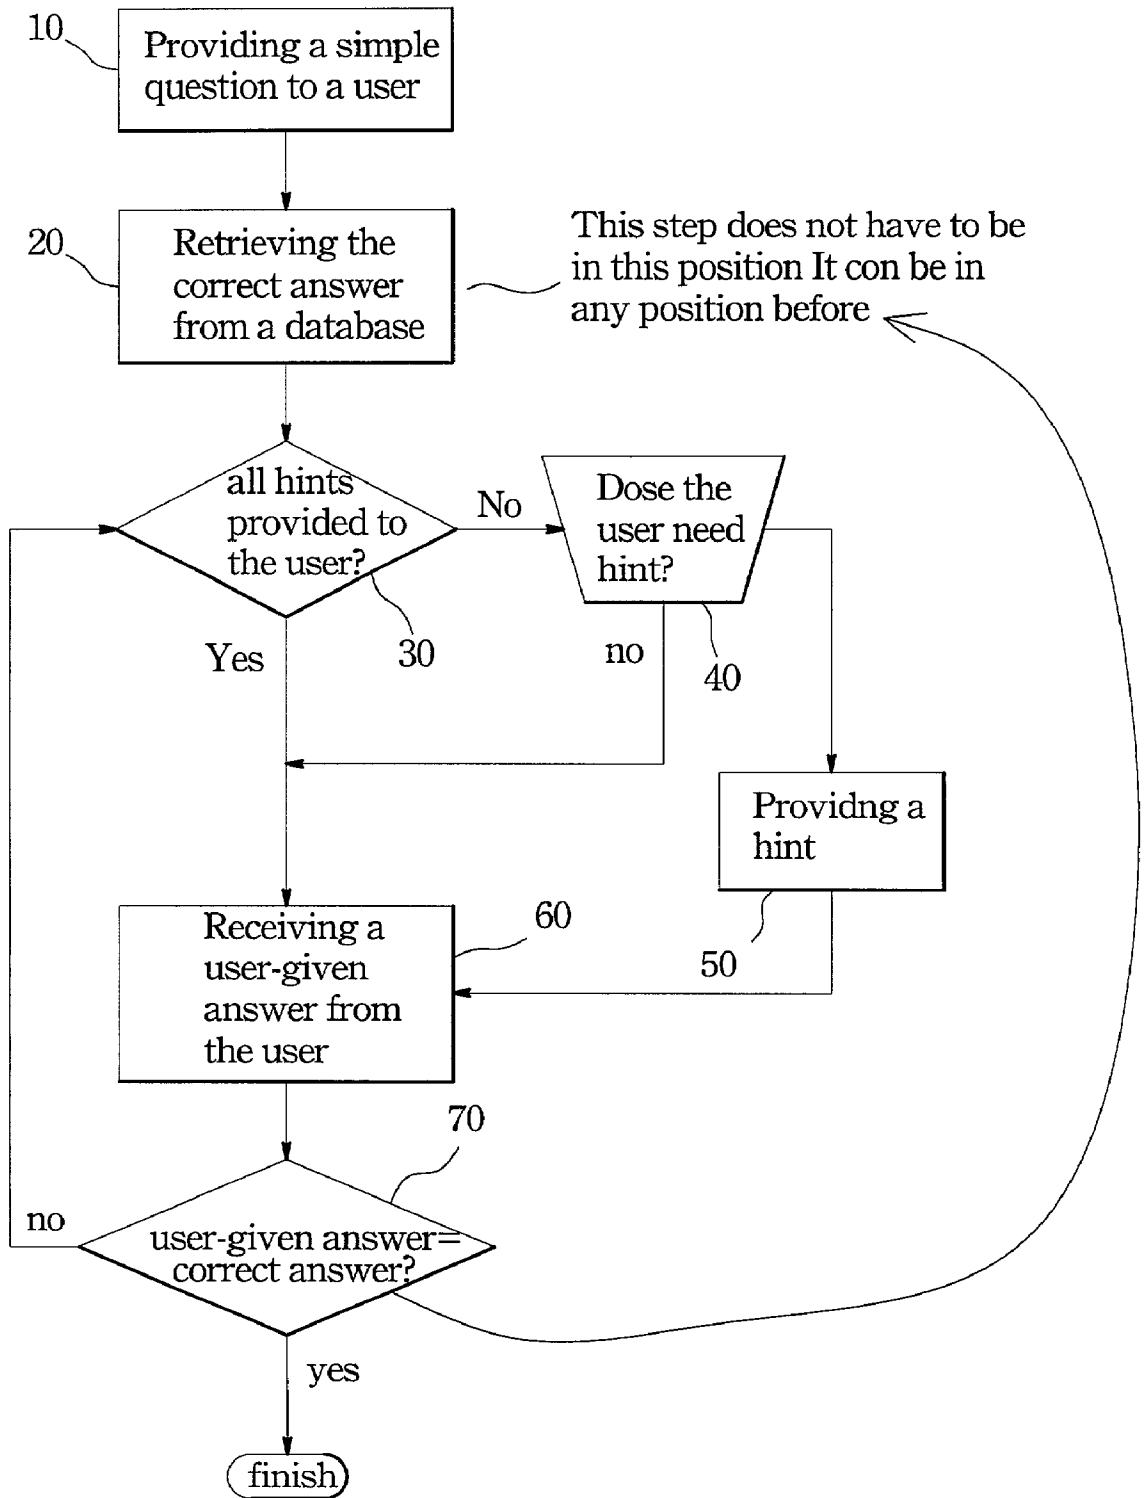 10
Providing a simple
question to a user
20
Retrieving the
correct answer
from a database
This step does not have to be
in this position It con be in
any position before
all hints
provided to
the user?
30
No
Dose the
user need
hint?
40
Yes
no
Providng a
hint
50
Receiving a
user-given
answer from
the user
60
70
user-given answer=
correct answer?
no
yes
finish